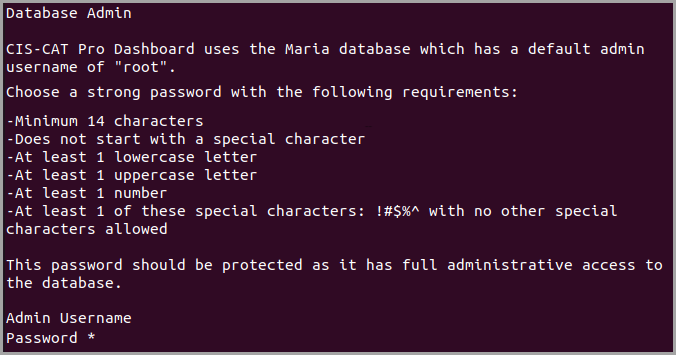 Database Admin
CIS-CAT Pro Dashboard uses the Maria database which has a default admin
username of "root".
Choose a strong password with the following requirements:
-Minimum 14 characters
-Does not start with a special character
-At least 1 lowercase letter
-At least 1 uppercase letter
-At least 1 number
-At least 1 of these special characters: !#$%^ with no other special
characters allowed
This password should be protected as it has full administrative access to
the database.
Admin Username
Password *